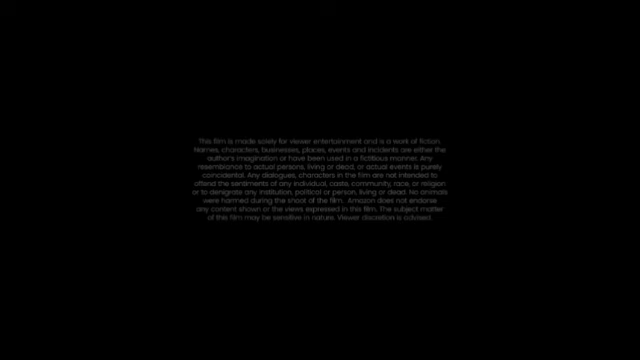 This film is made solely for viewer entertainment and is a work of fiction.
Names, characters, businesses, places, events and incidents are either the
author's imagination or have been used in a fictitious manner. Any
resemblance to actual persons, living or dead, or actual events is purely
coincidental. Any dialogues, characters in the film are not intended to
offend the sentiments of any individual, caste, community, race, or religion
or to denigrate any institution, political or person, living or dead. No animals
were harmed during the shoot of the film. Amazon does not endorse
any content shown or the views expressed in this film. The subject matter
of this film may be sensitive in nature. Viewer discretion is advised.